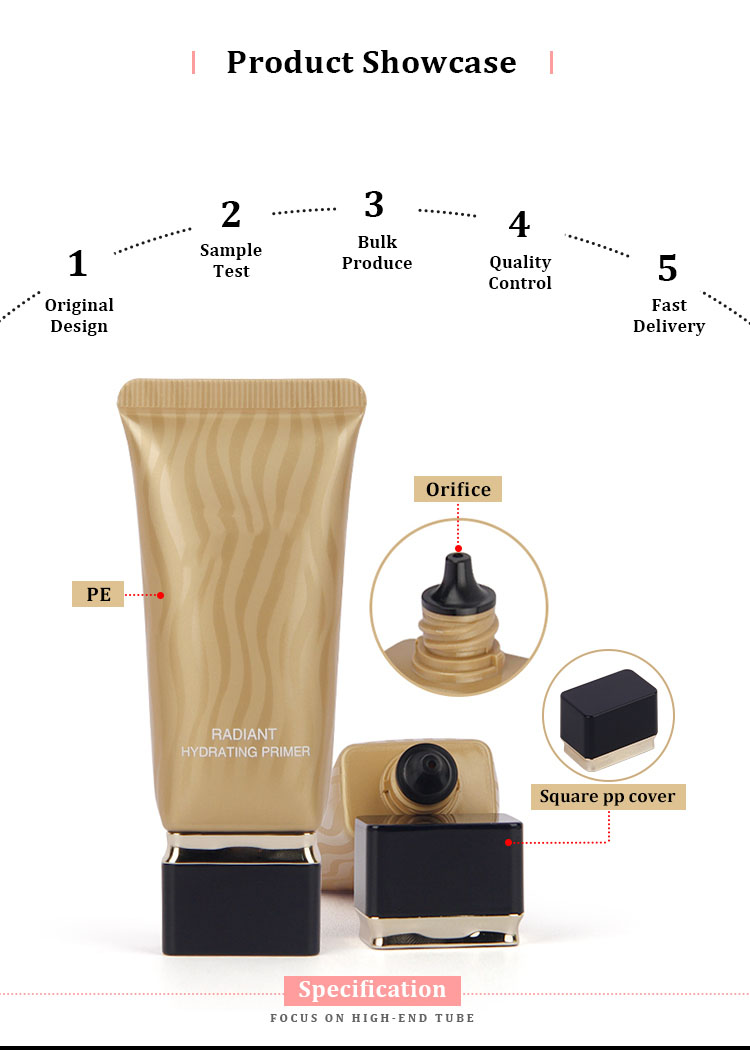 Product Showcase
1
Original
Design
2
Sample
Test
3
Bulk
Produce
4
Quality
Control
5
Fast
Delivery
Orifice
PE
RADIANT
HYDRATING PRIMER
Square pp cover
Specification
FOCUS ON HIGH-END TUBE